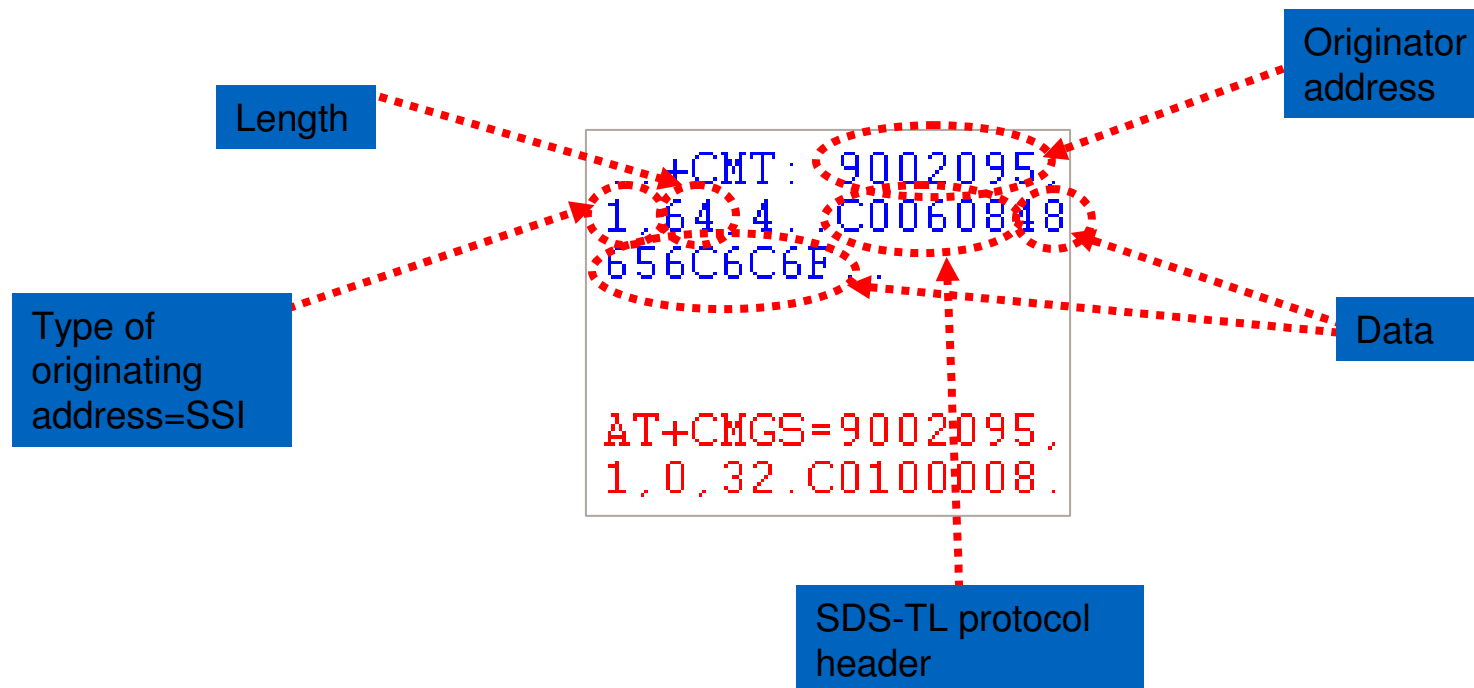 Originator
address
Length
..+CMT: 9002095,
1,64,4..C0060848
656C6C6F..
Type of
originating
address=SSI
Data
AT+CMGS=9002095,
1,0,32.C0100008.
SDS-TL protocol
header